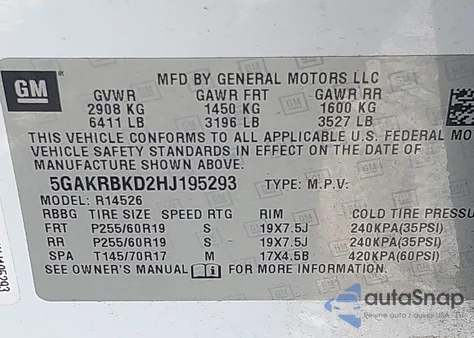 GM
MFD BY GENERAL MOTORS LLC
GVWR GAWR FRT GAWR RR
2908 KG 1450 KG 1600 KG
6411 LB 3196 LB 3527 LB
THIS VEHICLE CONFORMS TO ALL APPLICABLE U.S. FEDERAL MO
VEHICLE SAFETY STANDARDS IN EFFECT ON THE DATE OF
MANUFACTURE SHOWN ABOVE.
5GAKRBKD2HJ195293 TYPE: M.P.V:
MODEL: R14526
RBBG TIRE SIZE SPEED RTG RIM COLD TIRE PRESSU
FRT P255/60R19 S 19X7.5J 240KPA(35PSI)
RR P255/60R19 S 19X7.5J 240KPA(35PSI)
SPA T145/70R17 M 17X4.5B 420KPA(60PSI)
SEE OWNER'S MANUAL FOR MORE INFORMATION.
autoSnap